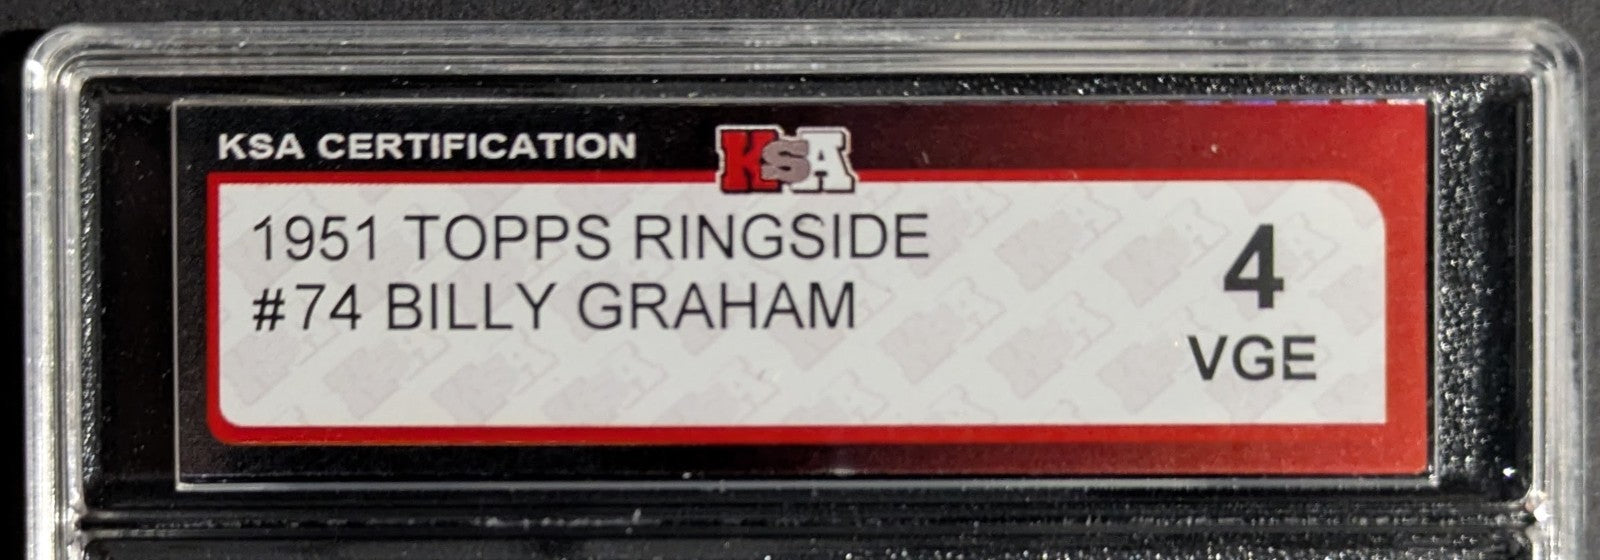 KSA CERTIFICATION
KSA
1951 TOPPS RINGSIDE
#74 BILLY GRAHAM
4
VGE